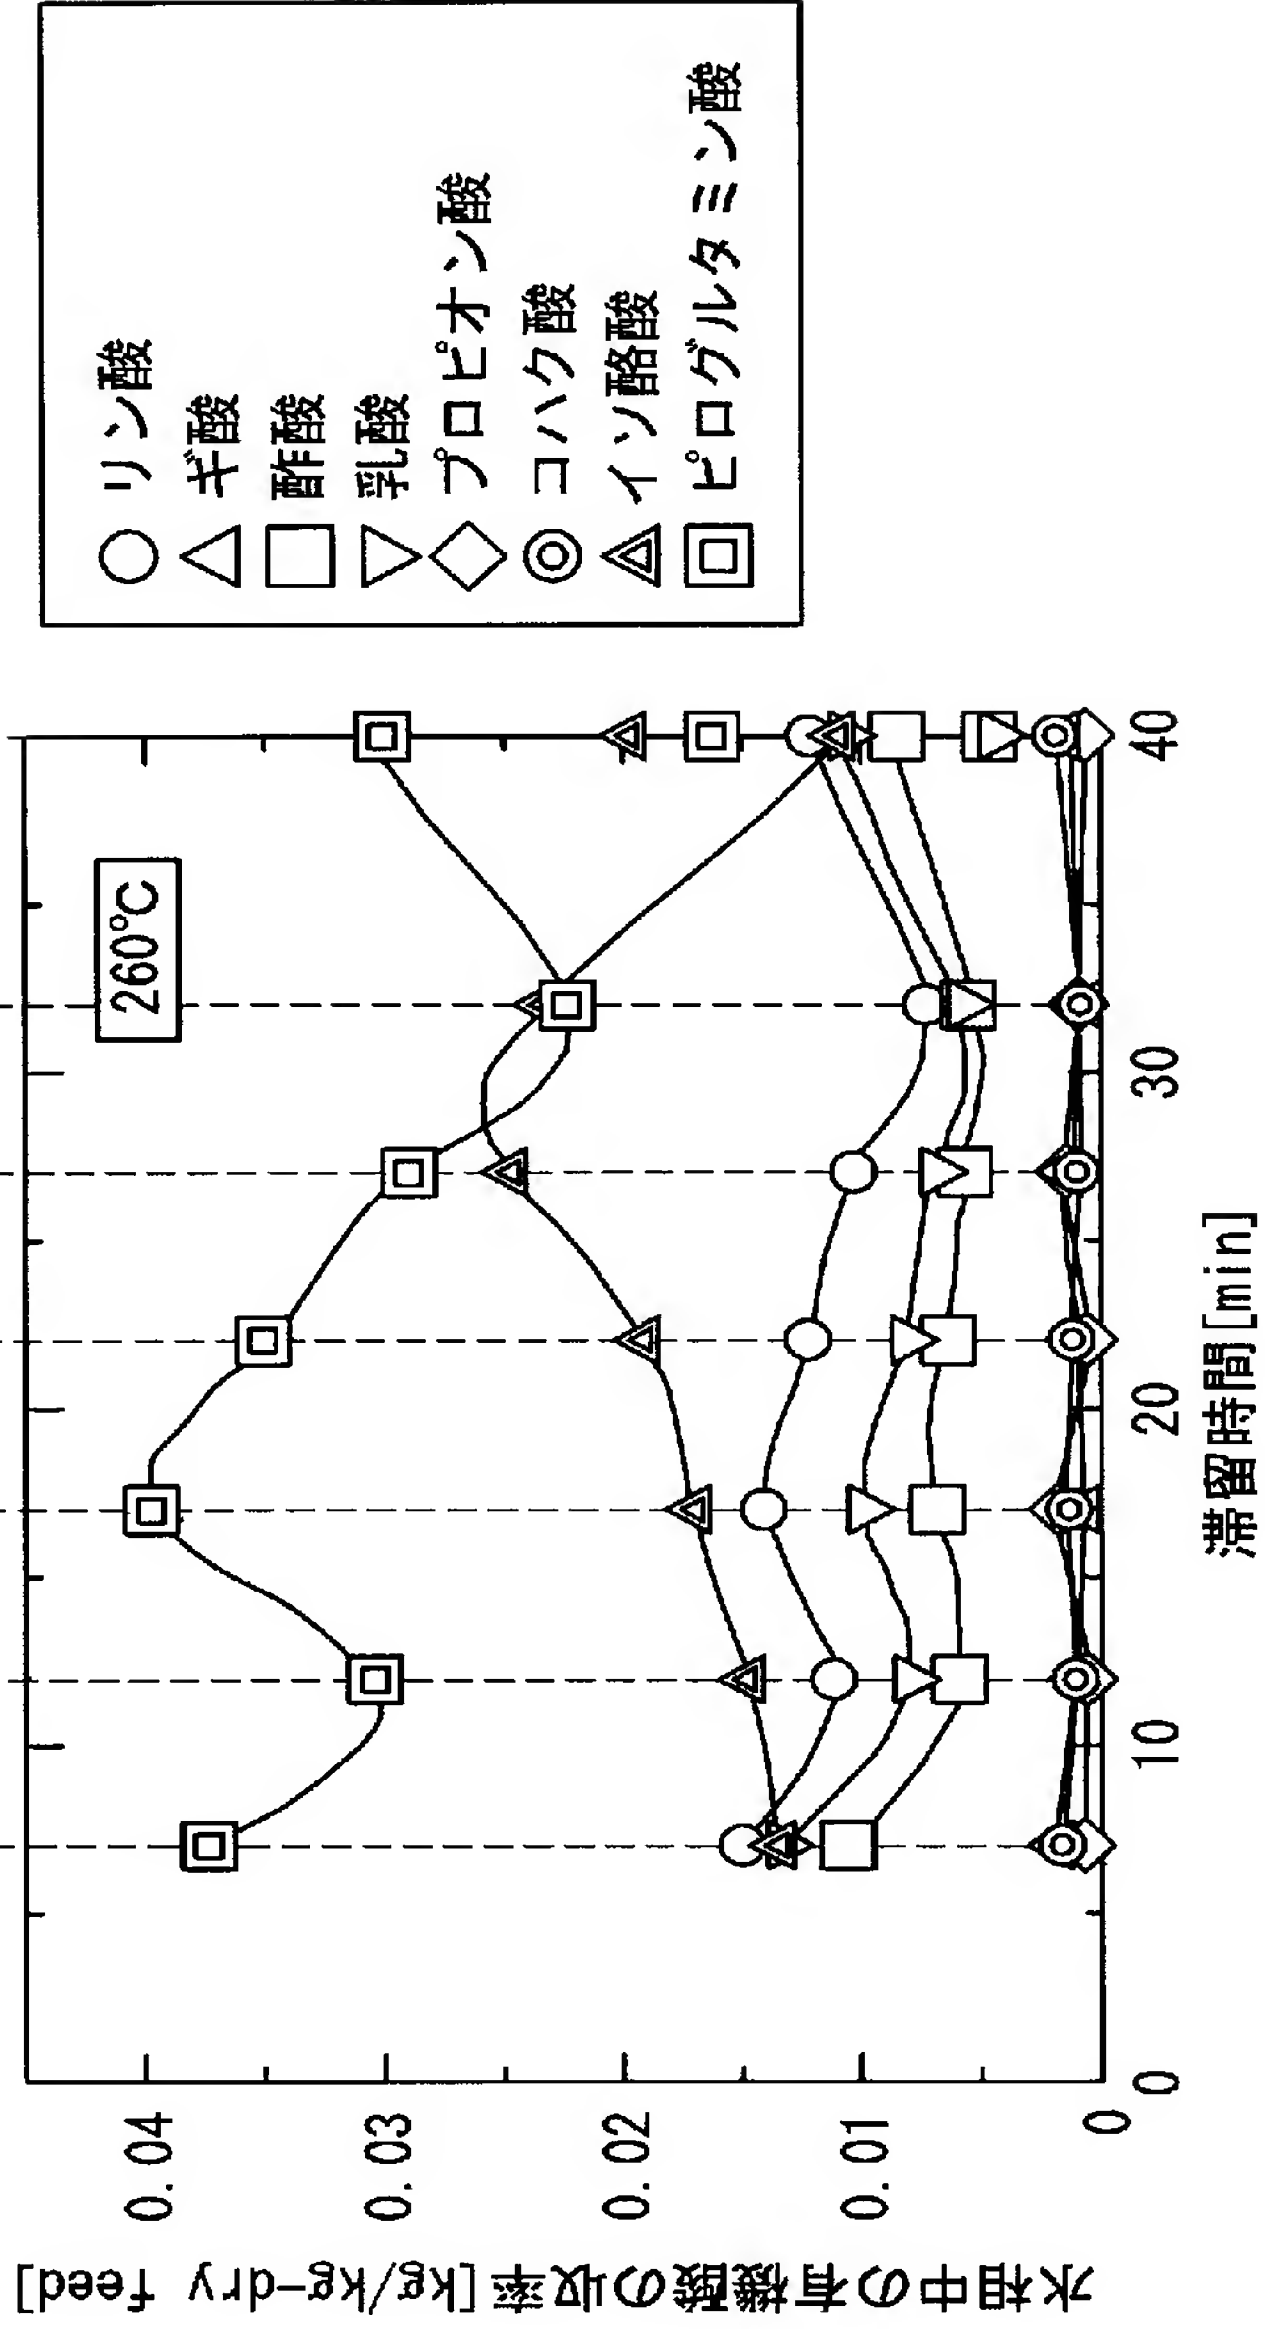 水相中の有機酸の収率[kg/kg-dry feed]
0.04
0.03
0.02
0.01
0
0
10
20
30
40
滞留時間[min]
260℃
リン酸
ギ酸
酢酸
乳酸
プロピオン酸
コハク酸
イソ酪酸
ピログルタミン酸